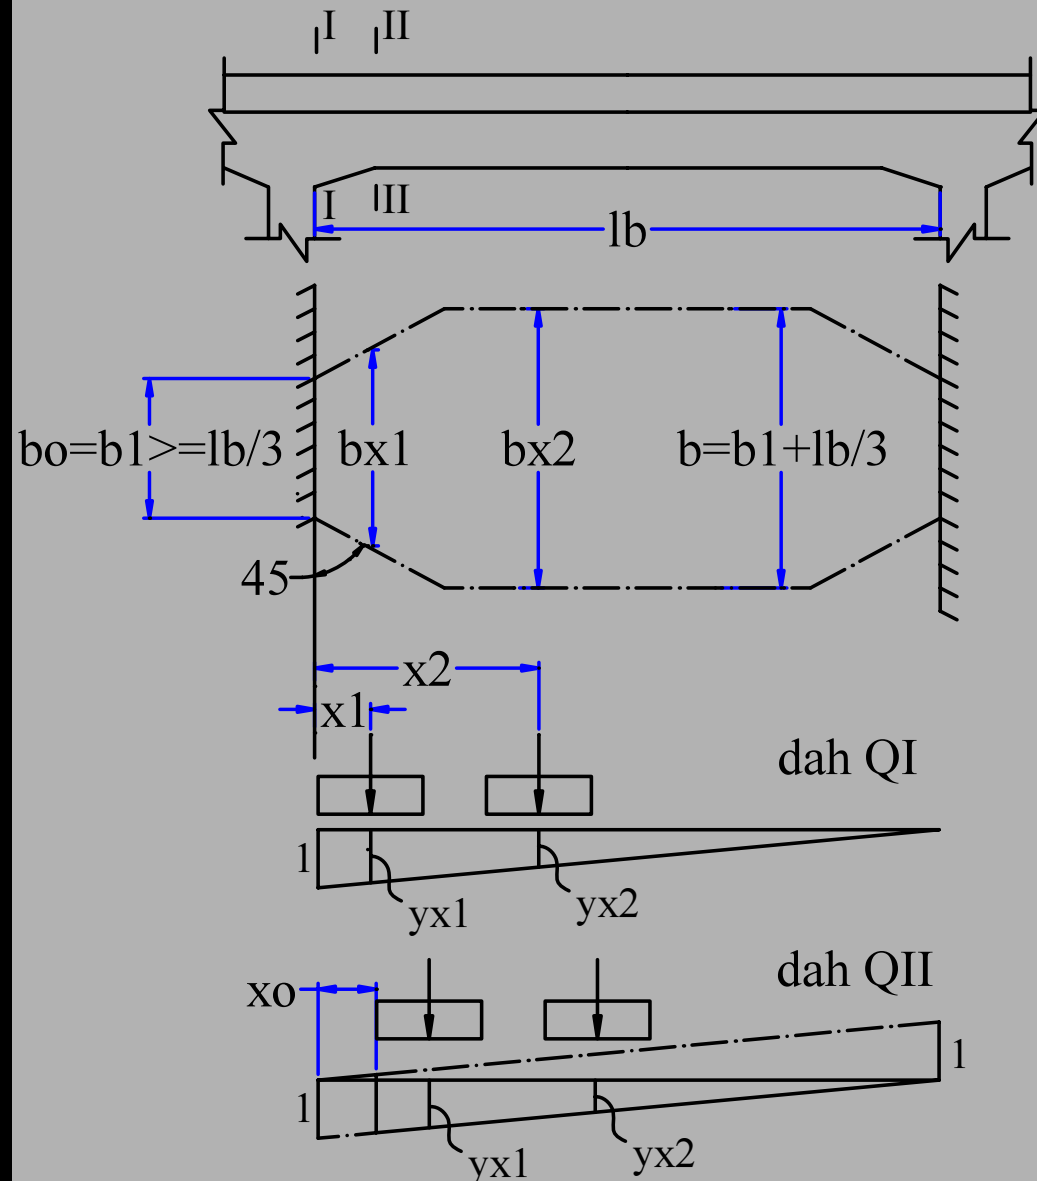 I II
I II
lb
bo=b1>=lb/3 bx1 bx2 b=b1+lb/3
45
x2
x1
dah QI
1
yx1 yx2
dah QII
xo
1
1
yx1 yx2